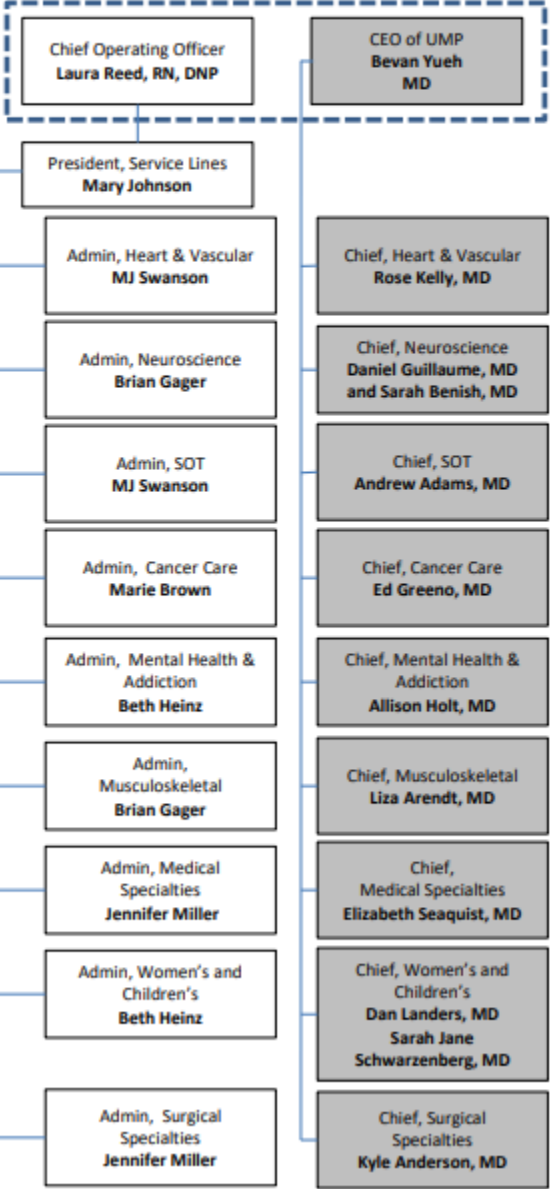 Chief Operating Officer
Laura Reed, RN, DNP
CEO of UMP
Bevan Yueh
MD
President, Service Lines
Mary Johnson
Admin, Heart & Vascular
MJ Swanson
Chief, Heart & Vascular
Rose Kelly, MD
Admin, Neuroscience
Brian Gager
Chief, Neuroscience
Daniel Guillaume, MD
and Sarah Benish, MD
Admin, SOT
MJ Swanson
Chief, SOT
Andrew Adams, MD
Admin, Cancer Care
Marie Brown
Chief, Cancer Care
Ed Greeno, MD
Admin, Mental Health &
Addiction
Beth Heinz
Chief, Mental Health &
Addiction
Allison Holt, MD
Admin,
Musculoskeletal
Brian Gager
Chief, Musculoskeletal
Liza Arendt, MD
Admin, Medical
Specialties
Jennifer Miller
Chief,
Medical Specialties
Elizabeth Seaquist, MD
Admin, Women's and
Children's
Beth Heinz
Chief, Women's and
Children's
Dan Landers, MD
Sarah Jane
Schwarzenberg, MD
Admin, Surgical
Specialties
Jennifer Miller
Chief, Surgical
Specialties
Kyle Anderson, MD